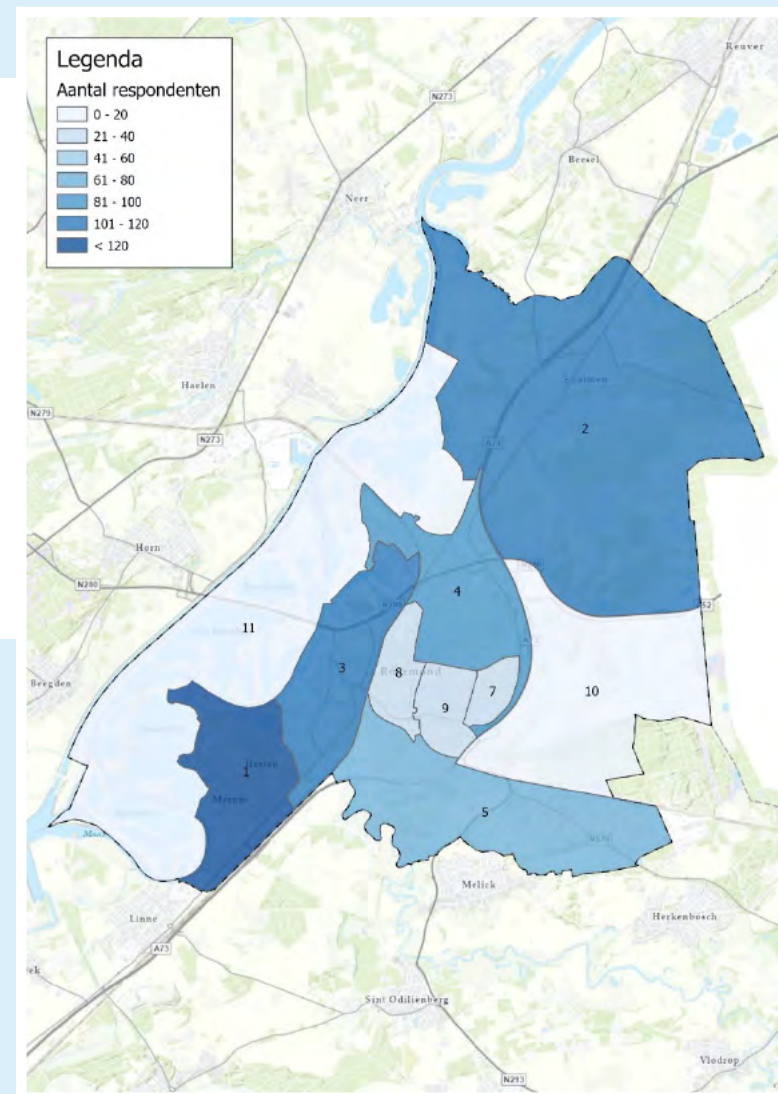 Legenda
Aantal respondenten
0 - 20
21 - 40
41 - 60
61 - 80
81 - 100
101 - 120
< 120
Reuver
N273
Beesel
Neer
Haelen
N279
N273
2
Horn
N280
4
52
11
3
8
9
7
10
Beegden
1
Herten
5
Melick
Linne
Herkenbosch
A73
Sint Odilienberg
Vlodrop
N293